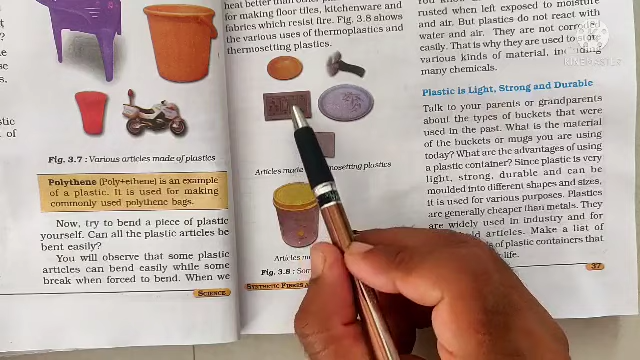 Fig. 3.7 : Various articles made of plastics
Polythene (Poly+ethene) is an example
of a plastic. It is used for making
commonly used polythene bags.
Now, try to bend a piece of plastic
yourself. Can all the plastic articles be
bent easily?
You will observe that some plastic
articles can bend easily while some
break when forced to bend. When we
SCIENCE
heat better than
for making floor tiles, kitchenware and
fabrics which resist fire. Fig. 3.8 shows
the various uses of thermoplastics and
thermosetting plastics.
Articles made thermosetting plastics
Articles
Fig. 3.8
SYNTHETIC FIBRES
rusted when left exposed to moisture
and air. But plastics do not react with
water and air. They are not corroded
easily. That is why they are used to store
various kinds of material, including
many chemicals.
Plastic is Light, Strong and Durable
Talk to your parents or grandparents
about the types of buckets that were
used in the past. What is the material
of the buckets or mugs you are using
today? What are the advantages of using
a plastic container? Since plastic is very
light, strong, durable and can be
moulded into different shapes and sizes,
it is used for various purposes. Plastics
are generally cheaper than metals. They
are widely used in industry and for
articles. Make a list of
of plastic containers that
life.
37
KINEMASTER